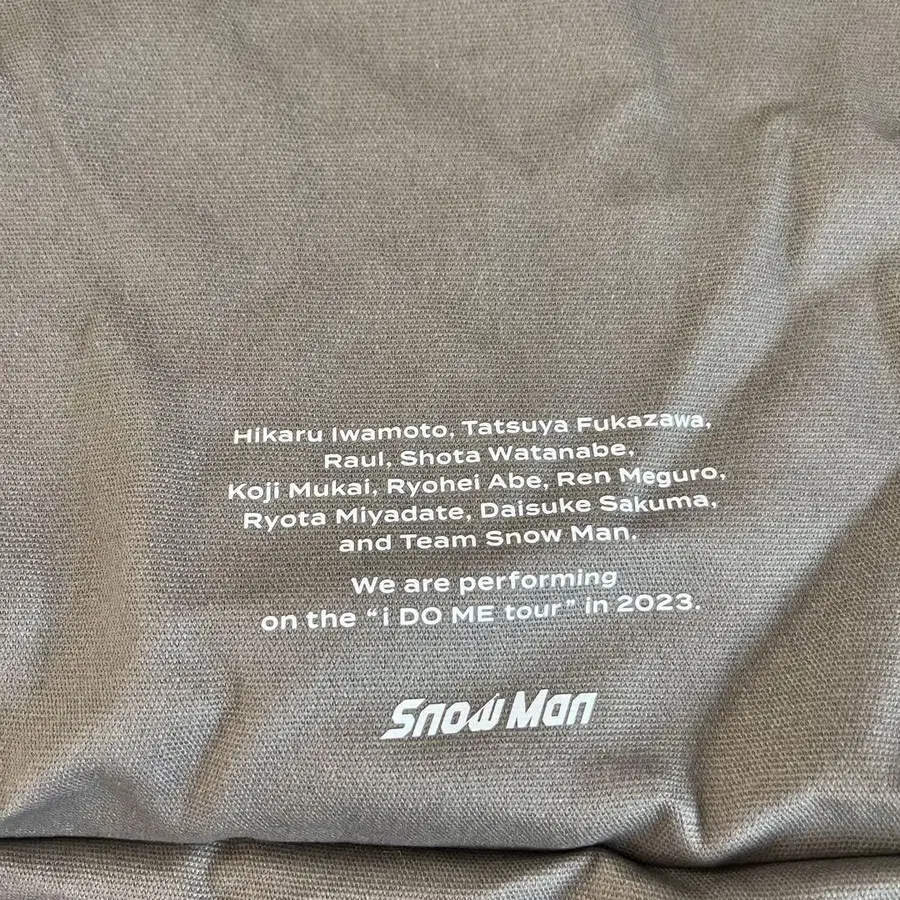 Hikaru Iwamoto, Tatsuya Fukazawa,
Raul, Shota Watanabe,
Koji Mukai, Ryohei Abe, Ren Meguro,
Ryota Miyadate, Daisuke Sakuma,
and Team Snow Man.
We are performing
on the “i DO ME tour” in 2023.
Snow Man